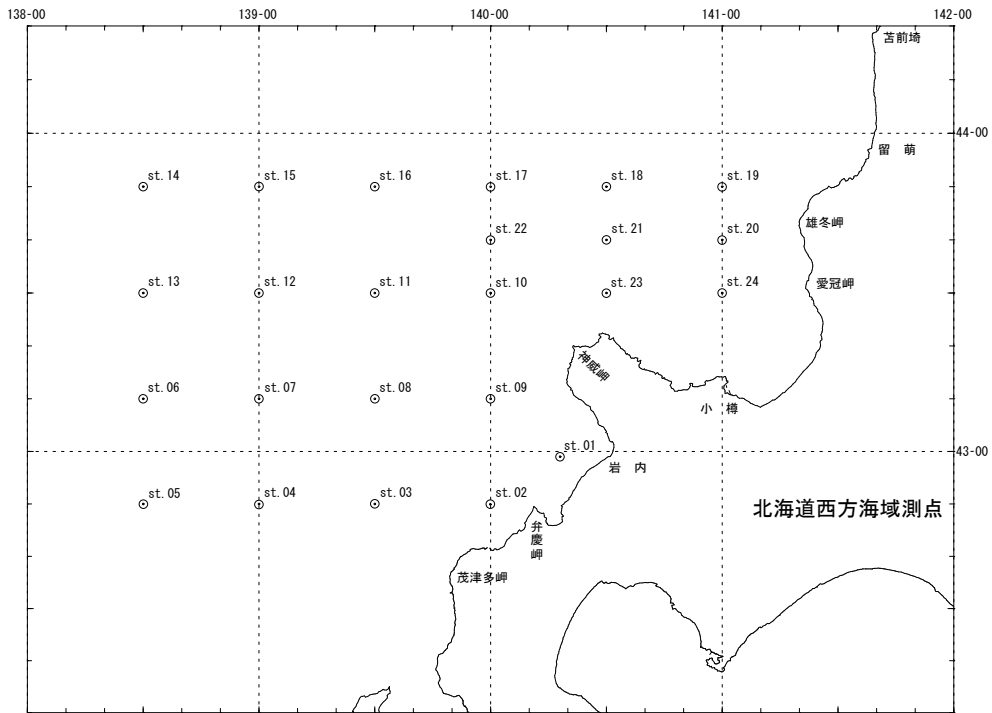 138-00 139-00 140-00 141-00 142-00
苫前埼
44-00
留 萌
st.14 st.15 st.16 st.17 st.18 st.19
st.22 st.21 st.20
雄冬岬
st.13 st.12 st.11 st.10 st.23 st.24
愛冠岬
神威岬
st.06 st.07 st.08 st.09
小 樽
st.01
43-00
岩 内
st.05 st.04 st.03 st.02
北海道西方海域測点
弁慶岬
茂津多岬